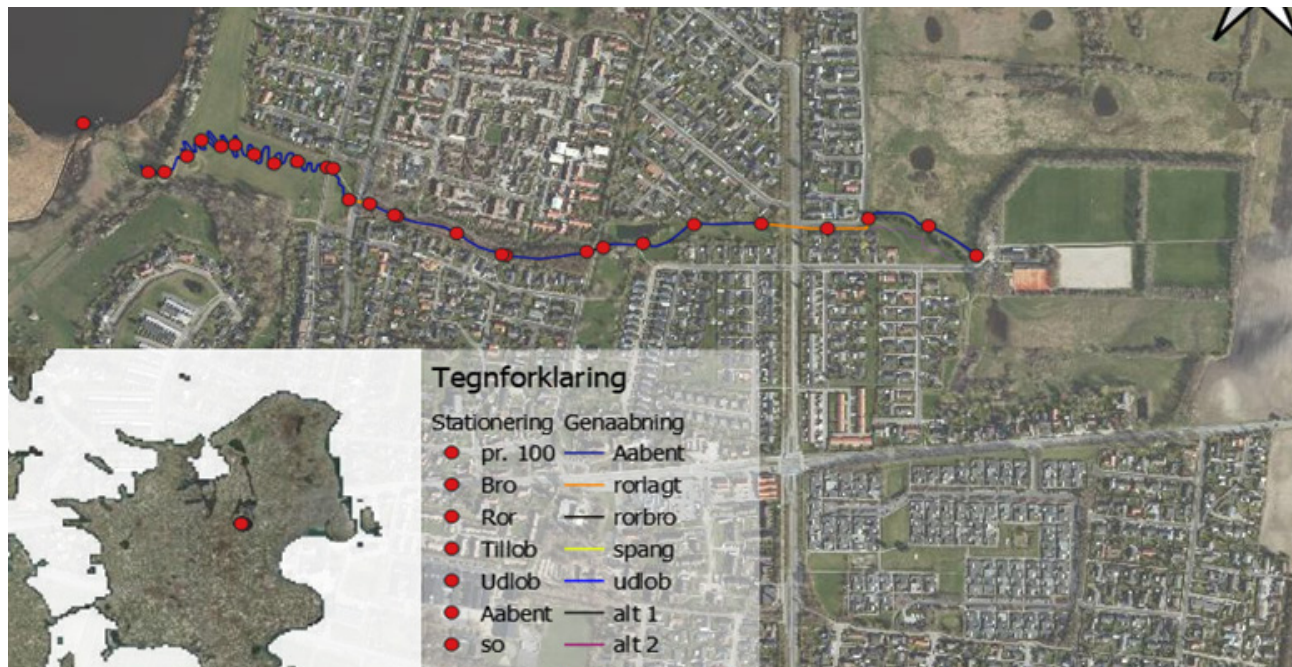 Tegnforklaring
Stationering Genaabning
pr. 100 Aabent
Bro rorlagt
Ror rorbro
Tillob spang
Udlob udlob
Aabent alt 1
so alt 2